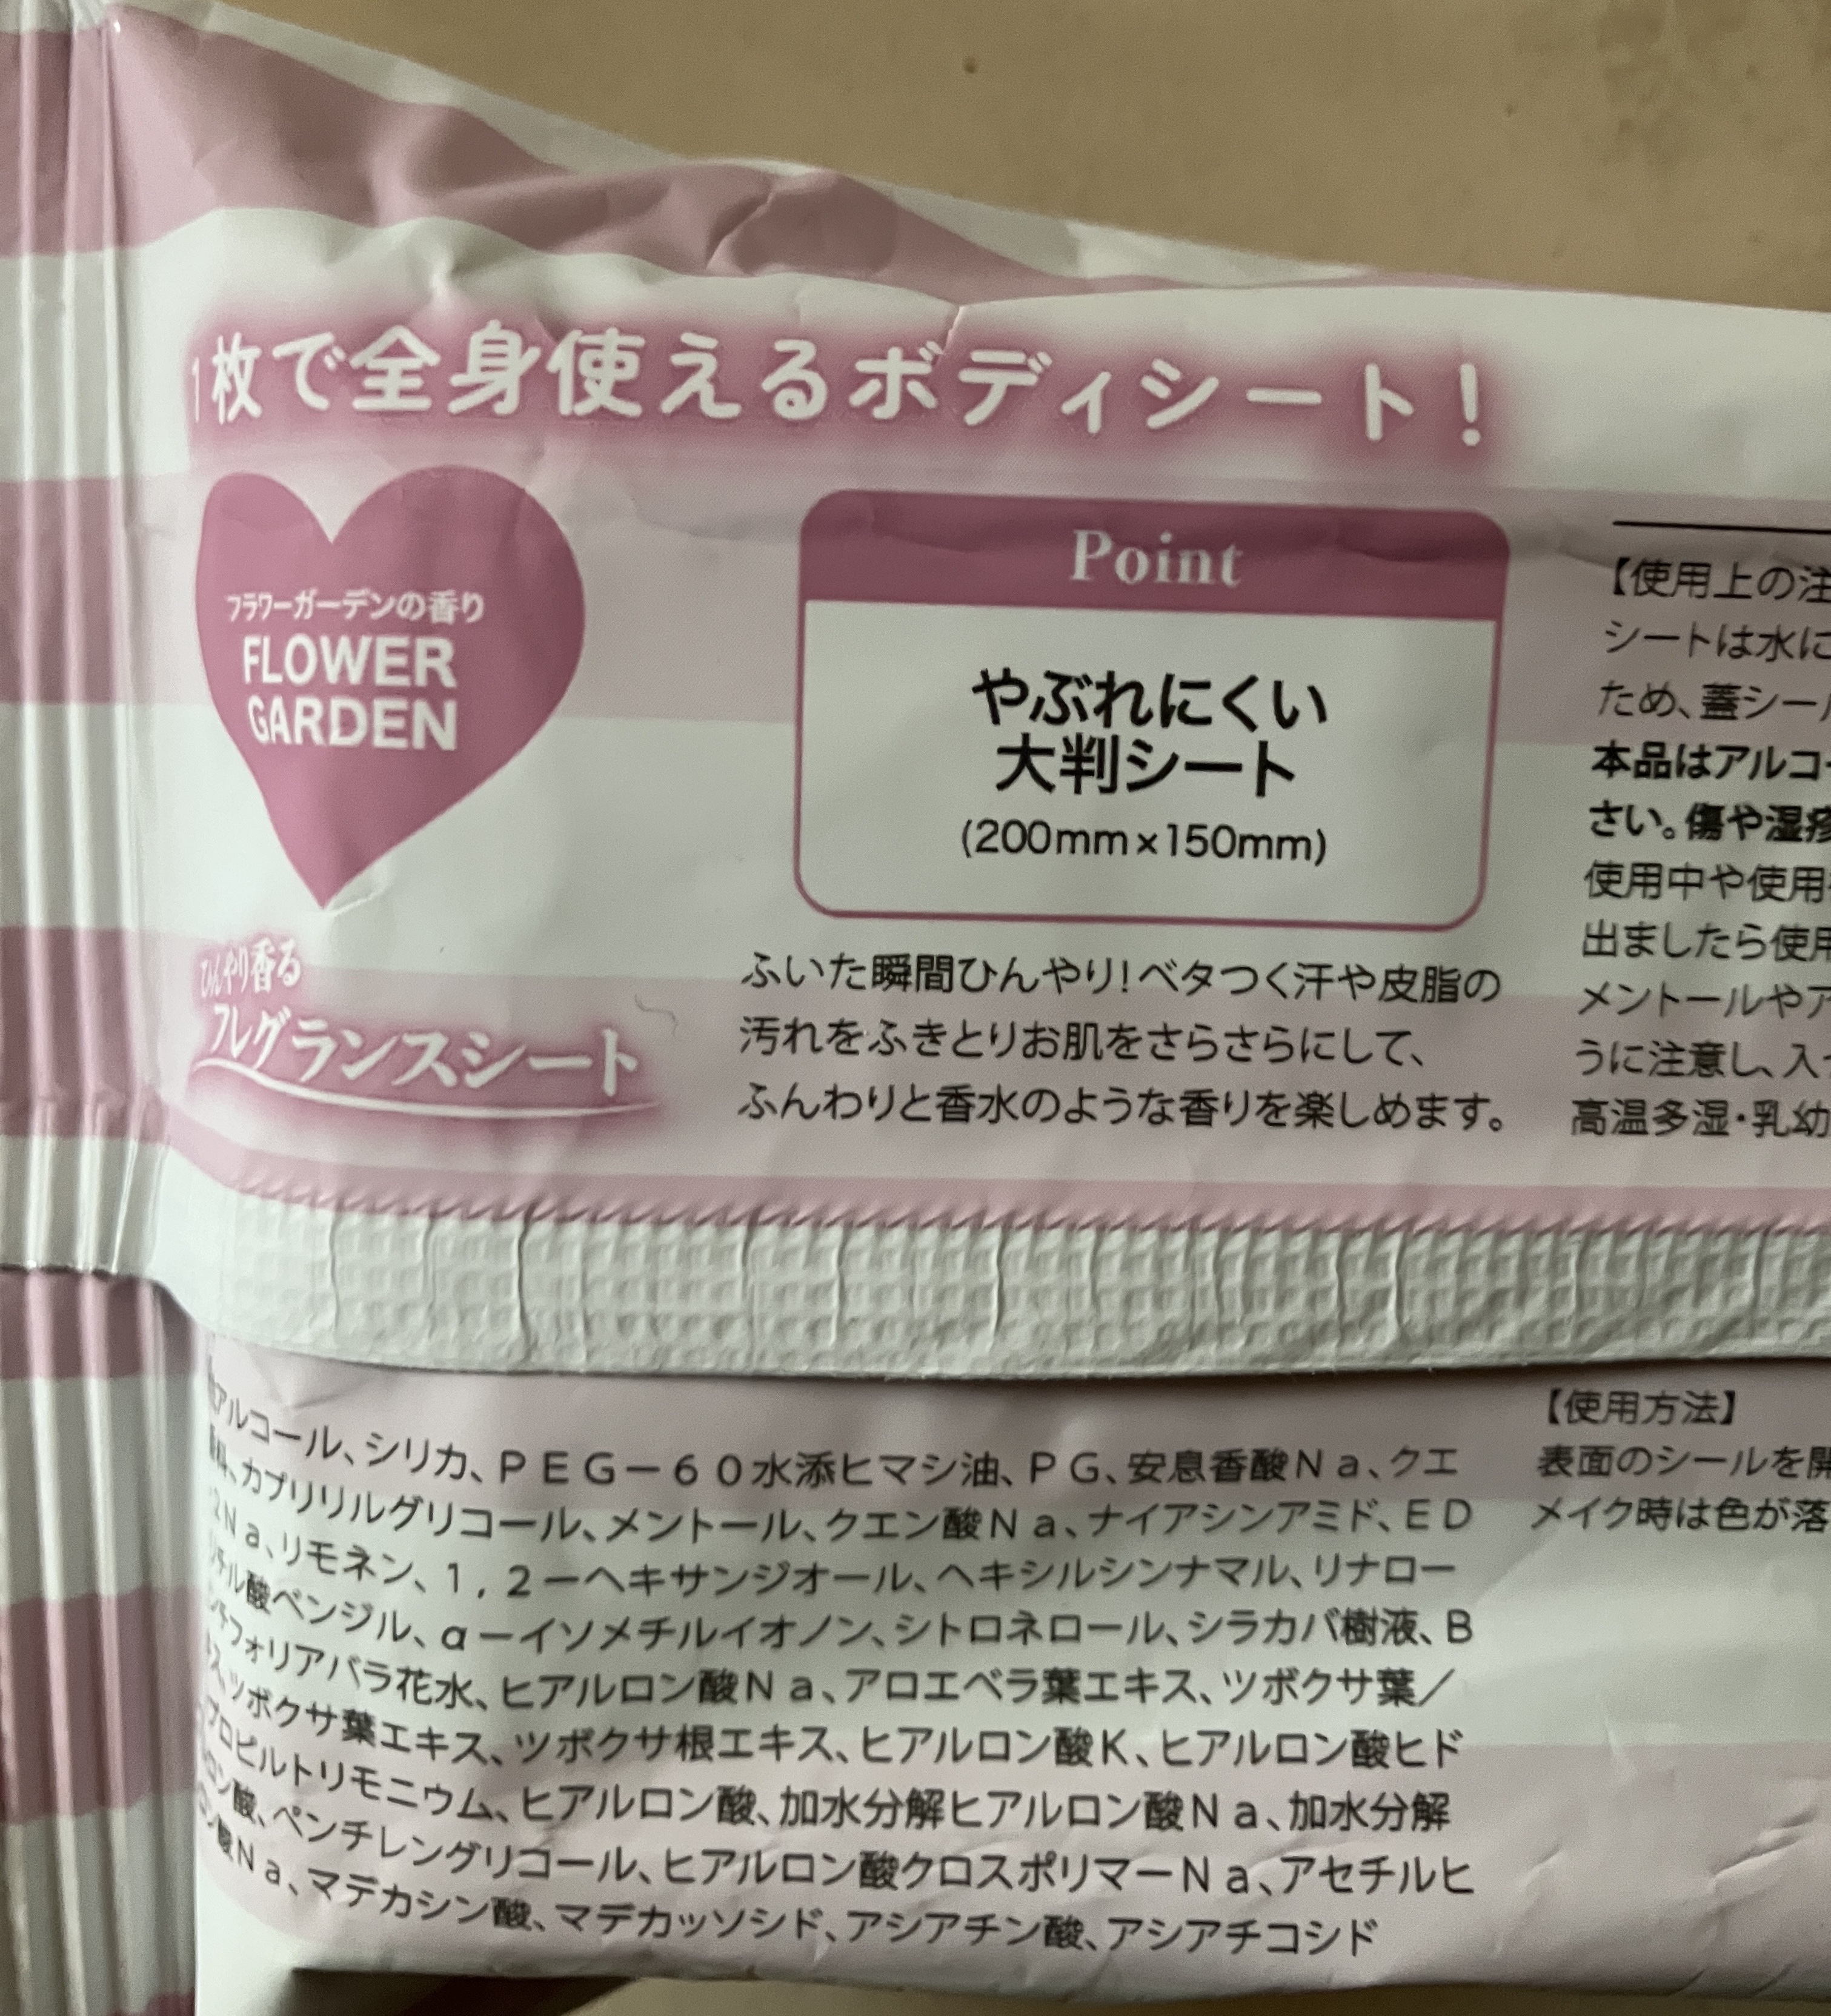 1枚で全身使えるボディシート!
フラワーガーデンの香り
FLOWER
GARDEN
ひんやり香る
フレグランスシート
Point
やぶれにくい
大判シート
(200mm×150mm)
ふいた瞬間ひんやり!ベタつく汗や皮脂の
汚れをふきとりお肌をさらさらにして、
ふんわりと香水のような香りを楽しめます。
【使用上の注
シートは水に
ため、蓋シール
本品はアルコー
さい。傷や湿疹
使用中や使用
出ましたら使用
メントールやア
うに注意し、入
高温多湿・乳幼
アルコール、シリカ、PEG-60水添ヒマシ油、PG、安息香酸Na、クエ
料、カプリリルグリコール、メントール、クエン酸Na、ナイアシンアミド、ED
2Na、リモネン、1,2-ヘキサンジオール、ヘキシルシンナマル、リナロー
チル酸ベンジル、α-イソメチルイオノン、シトロネロール、シラカバ樹液、B
チフォリアバラ花水、ヒアルロン酸Na、アロエベラ葉エキス、ツボクサ葉/
ス、ツボクサ葉エキス、ツボクサ根エキス、ヒアルロン酸K、ヒアルロン酸ヒド
プロピルトリモニウム、ヒアルロン酸、加水分解ヒアルロン酸Na、加水分解
ロン酸、ペンチレングリコール、ヒアルロン酸クロスポリマーNa、アセチルヒ
ン酸Na、マデカシン酸、マデカッソシド、アシアチン酸、アシアチコシド
【使用方法】
表面のシールを開
メイク時は色が落